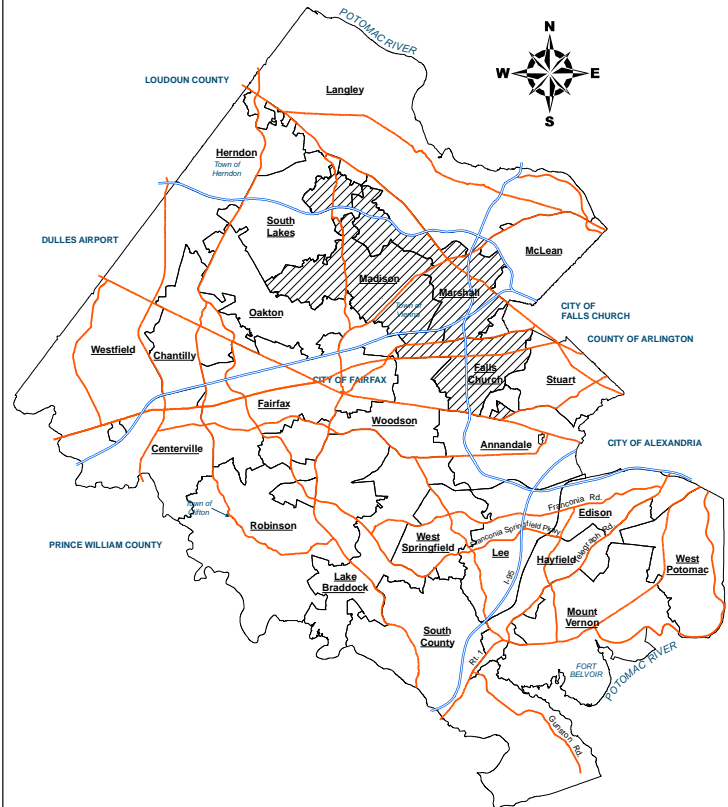 POTOMAC RIVER
N
W
E
S
LOUDOUN COUNTY
Langley
Herndon
Town of
Herndon
South
Lakes
DULLES AIRPORT
McLean
Madison
Marshall
Town of
Vienna
CITY OF
FALLS CHURCH
Oakton
COUNTY OF ARLINGTON
Westfield
Chantilly
Falls
Church
Stuart
CITY OF FAIRFAX
Fairfax
Woodson
Centerville
Annandale
CITY OF ALEXANDRIA
Town of
Clifton
Robinson
Franconia Rd.
Edison
Franconia Springfield Pkwy
Telegraph Rd.
West
Springfield
Lee
Hayfield
West
Potomac
PRINCE WILLIAM COUNTY
Lake
Braddock
I-95
Mount
Vernon
South
County
Rt. 1
FORT
BELVOIR
POTOMAC RIVER
Gunston Rd.